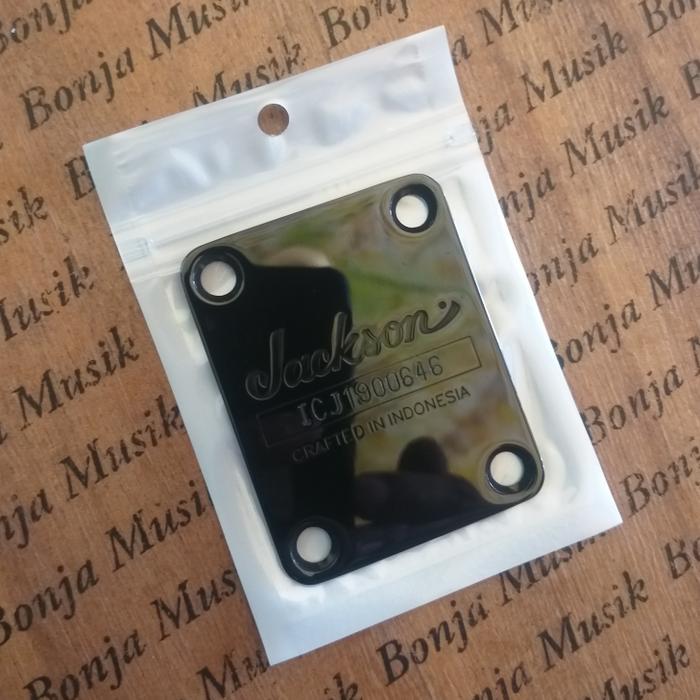 Jackson
ICJ1900646
CRAFTED IN INDONESIA
Bonja Musik